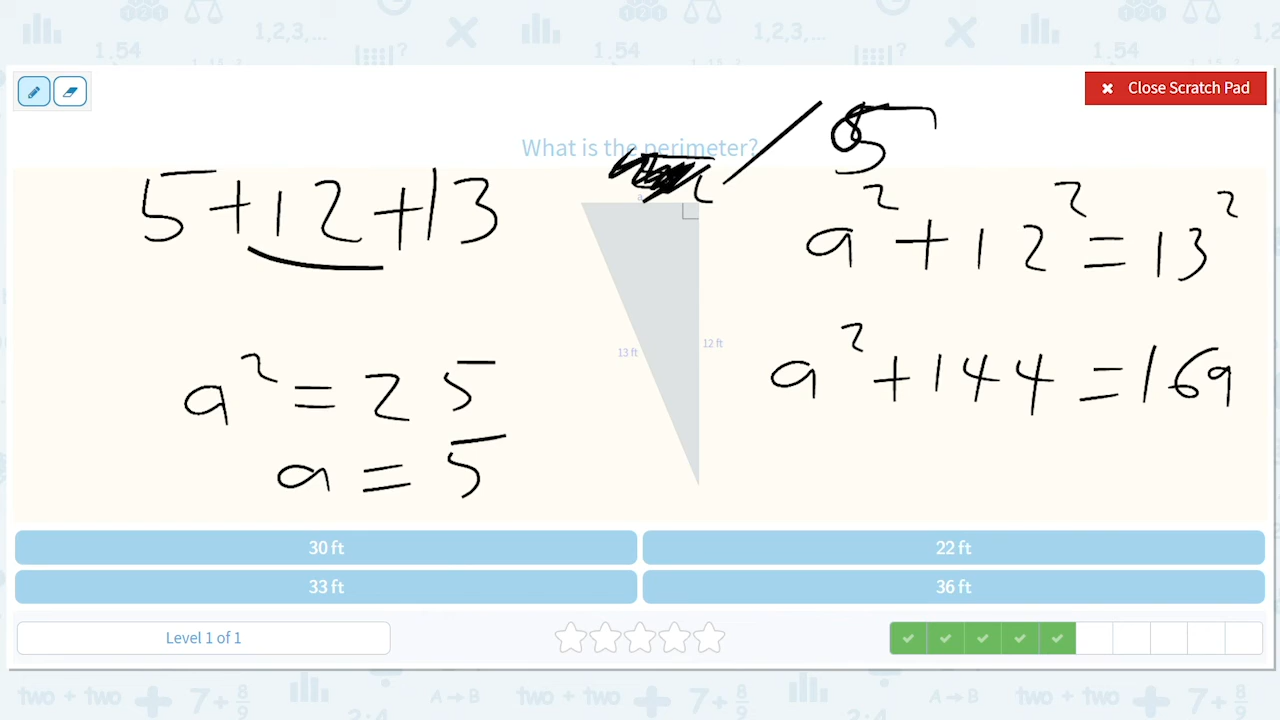 Close Scratch Pad
What is the perimeter?
5
5+12+13
a² + 12² = 13²
a² + 144 = 169
13 ft
12 ft
a² = 25
a = 5
30 ft
22 ft
33 ft
36 ft
Level 1 of 1